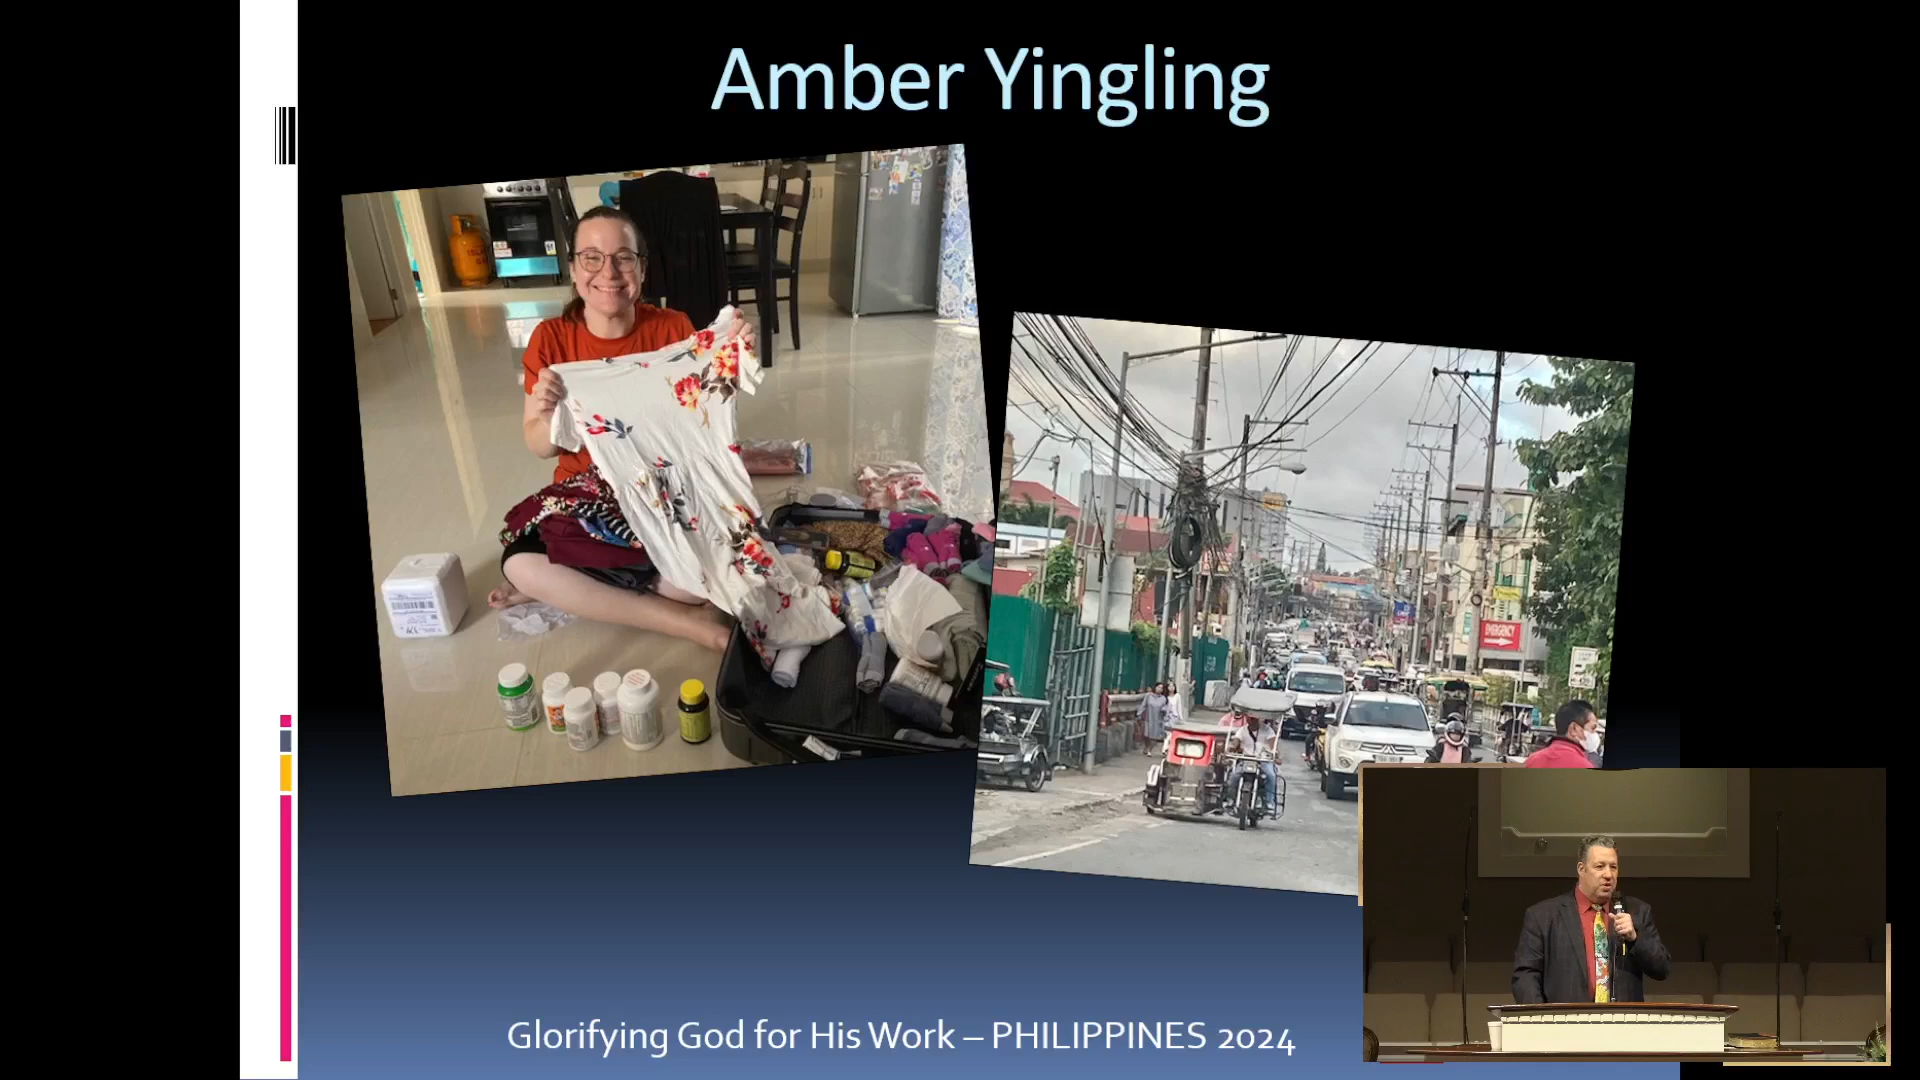 Amber Yingling
EMERGENCY
Glorifying God for His Work – PHILIPPINES 2024